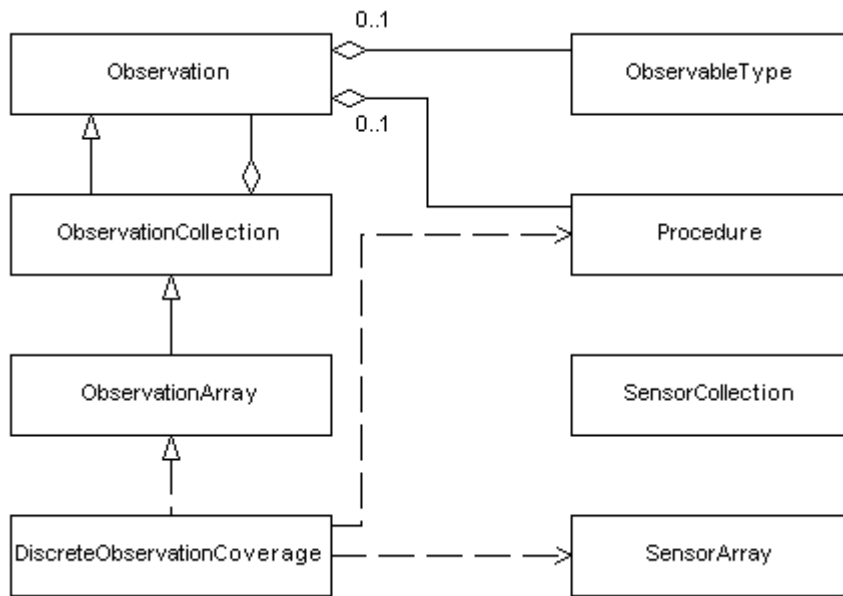 0..1
Observation
ObservableType
0..1
ObservationCollection
Procedure
ObservationArray
SensorCollection
DiscreteObservationCoverage
SensorArray